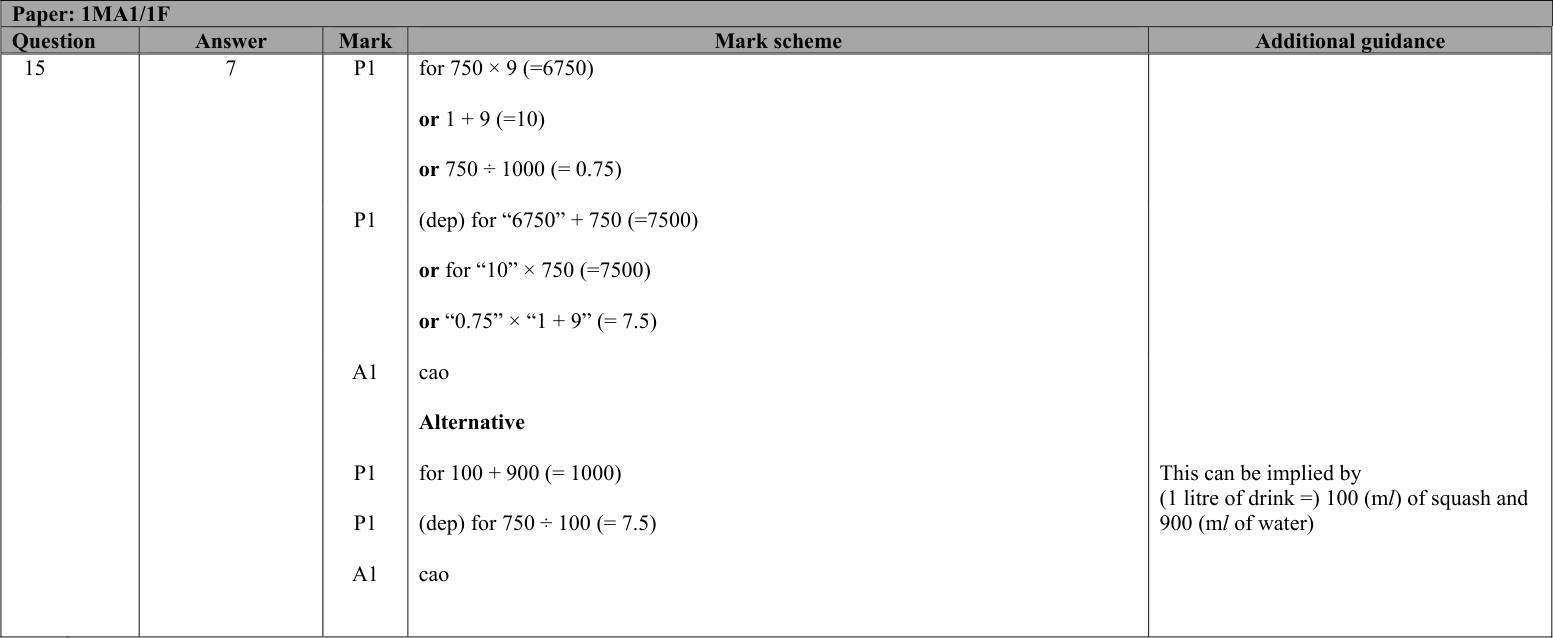 Paper: 1MA1/1F
Question Answer Mark Mark scheme Additional guidance
15 7 P1 for 750 × 9 (=6750)
or 1 + 9 (=10)
or 750 ÷ 1000 (= 0.75)
P1 (dep) for “6750” + 750 (=7500)
or for “10” × 750 (=7500)
or “0.75” × “1 + 9” (= 7.5)
A1 cao
Alternative
P1 for 100 + 900 (= 1000) This can be implied by
(1 litre of drink =) 100 (ml) of squash and
P1 (dep) for 750 ÷ 100 (= 7.5) 900 (ml of water)
A1 cao